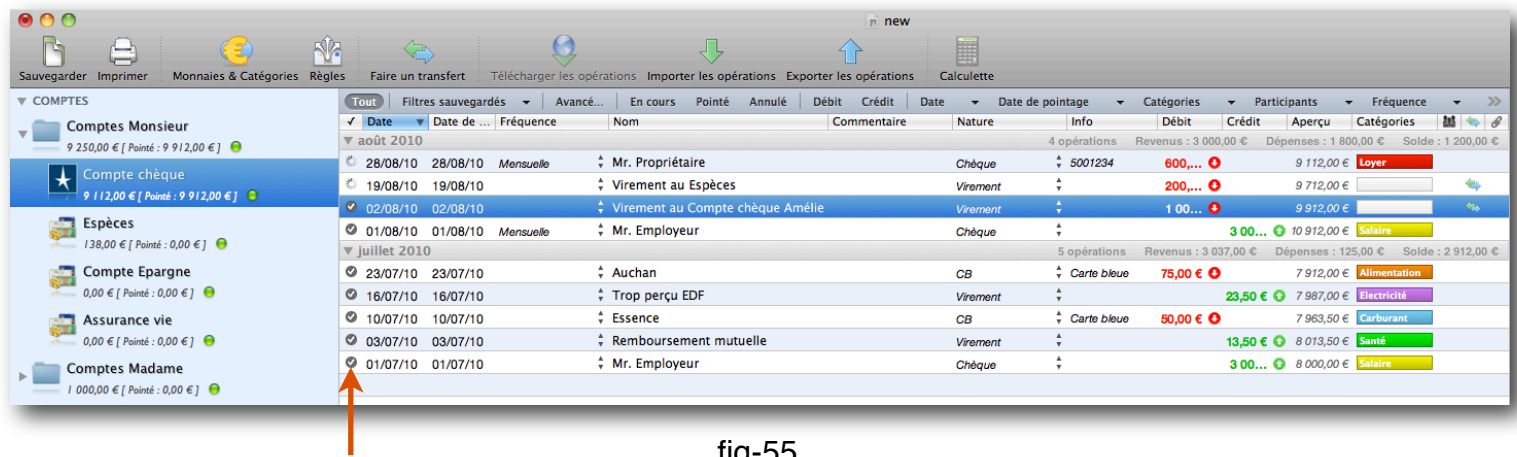 new
Sauvegarder Imprimer Monnaies & Catégories Règles Faire un transfert Télécharger les opérations Importer les opérations Exporter les opérations Calculette
COMPTES
Comptes Monsieur
9 250,00 € [ Pointé : 9 912,00 € ]
Compte chèque
9 112,00 € [ Pointé : 9 912,00 € ]
Espèces
138,00 € [ Pointé : 0,00 € ]
Compte Epargne
0,00 € [ Pointé : 0,00 € ]
Assurance vie
0,00 € [ Pointé : 0,00 € ]
Comptes Madame
1 000,00 € [ Pointé : 0,00 € ]
Tout Filtres sauvegardés Avancé... En cours Pointé Annulé Débit Crédit Date Date de pointage Catégories Participants Fréquence >>
✓ Date Date de ... Fréquence Nom Commentaire Nature Info Débit Crédit Aperçu Catégories
août 2010 4 opérations Revenus : 3 000,00 € Dépenses : 1 800,00 € Solde : 1 200,00 €
28/08/10 28/08/10 Mensuelle Mr. Propriétaire Chèque 5001234 600,... 9 112,00 € Loyer
19/08/10 19/08/10 Virement au Espèces Virement 200,... 9 712,00 €
02/08/10 02/08/10 Virement au Compte chèque Amélie Virement 1 00... 9 912,00 €
01/08/10 01/08/10 Mensuelle Mr. Employeur Chèque 3 00... 10 912,00 € Salaire
juillet 2010 5 opérations Revenus : 3 037,00 € Dépenses : 125,00 € Solde : 2 912,00 €
23/07/10 23/07/10 Auchan CB Carte bleue 75,00 € 7 912,00 € Alimentation
16/07/10 16/07/10 Trop perçu EDF Virement 23,50 € 7 987,00 € Electricité
10/07/10 10/07/10 Essence CB Carte bleue 50,00 € 7 963,50 € Carburant
03/07/10 03/07/10 Remboursement mutuelle Virement 13,50 € 8 013,50 € Santé
01/07/10 01/07/10 Mr. Employeur Chèque 3 00... 8 000,00 € Salaire
fig-55